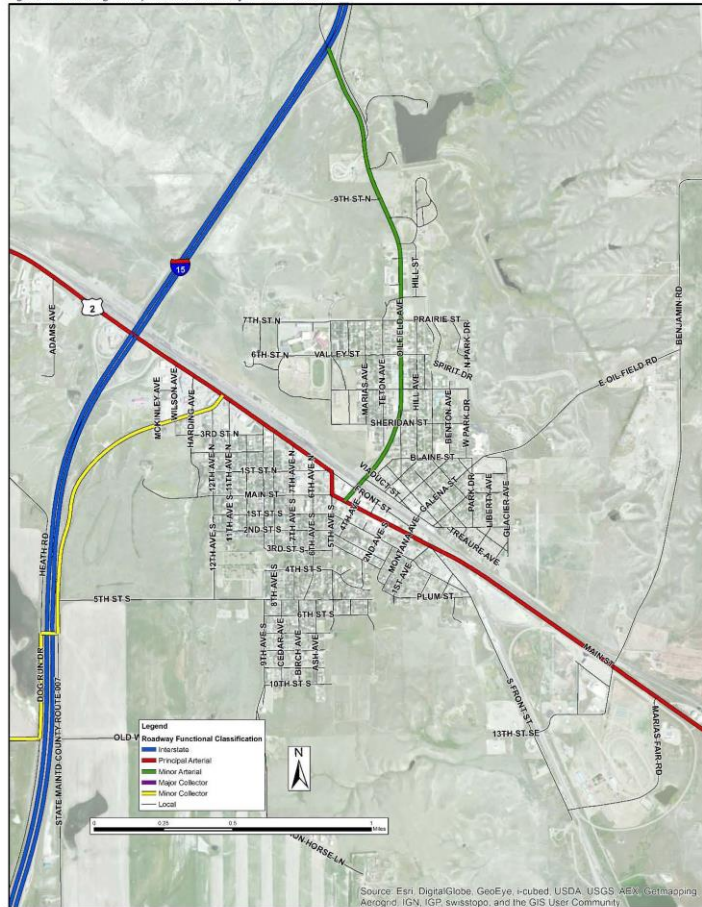 15
2
9TH ST N
HILL ST
BENJAMIN RD
ADAMS AVE
7TH ST N
PRAIRIE ST
OILFIELD AVE
N PARK DR
6TH ST N
VALLEY ST
SPIRIT DR
E OIL FIELD RD
MCKINLEY AVE
WILSON AVE
HARDING AVE
MARIAS AVE
TETON AVE
HILL AVE
BENTON AVE
W PARK DR
SHERIDAN ST
3RD ST N
12TH AVE N
11TH AVE N
BLAINE ST
1ST ST N
7TH AVE N
6TH AVE N
VIADUCT ST
FRONT ST
GALENA ST
PARK DR
LIBERTY AVE
GLACIER AVE
MAIN ST
1ST ST S
2ND ST S
3RD ST S
12TH AVE S
11TH AVE S
7TH AVE S
6TH AVE S
5TH AVE S
4TH AVE
2ND AVE S
MONTANA AVE
1ST AVE
TREAURE AVE
HEATH RD
4TH ST S
8TH AVE S
5TH ST S
PLUM ST
6TH ST S
9TH AVE S
CEDAR AVE
BIRCH AVE
ASH AVE
10TH ST S
MAIN ST
DOG RUN DR
STATE MAINTD COUNTY ROUTE 007
S FRONT ST
13TH ST SE
MARIAS FAIR RD
OLD W
Legend
Roadway Functional Classification
Interstate
Principal Arterial
Minor Arterial
Major Collector
Minor Collector
Local
N
0 0.25 0.5 1
Miles
ON HORSE LN
Source: Esri, DigitalGlobe, GeoEye, i-cubed, USDA, USGS, AEX, Getmapping,
Aerogrid, IGN, IGP, swisstopo, and the GIS User Community